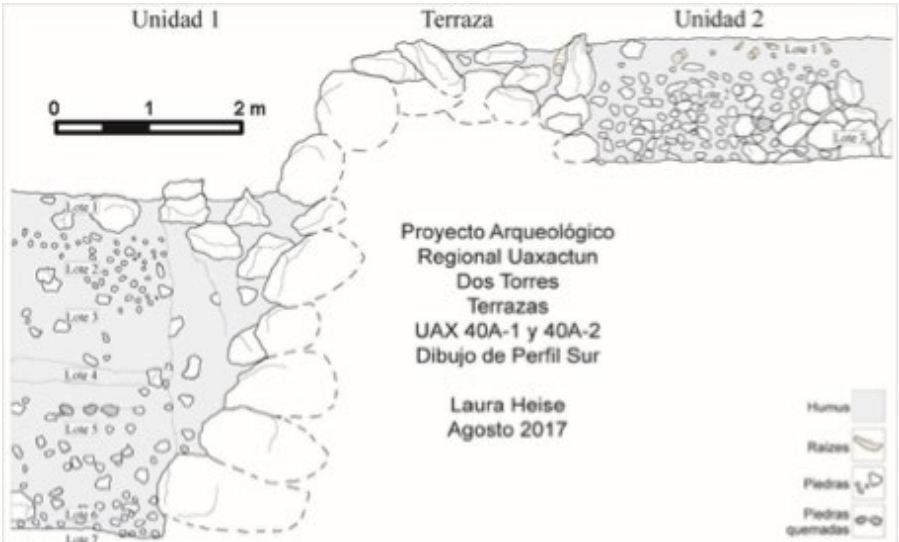 Unidad 1
Terraza
Unidad 2
0 1 2 m
Lote 1
Lote 2
Lote 3
Lote 4
Lote 5
Lote 6
Lote 7
Lote 1
Lote 2
Lote 3
Proyecto Arqueológico
Regional Uaxactun
Dos Torres
Terrazas
UAX 40A-1 y 40A-2
Dibujo de Perfil Sur
Laura Heise
Agosto 2017
Humus
Raízes
Piedras
Piedras
quemadas